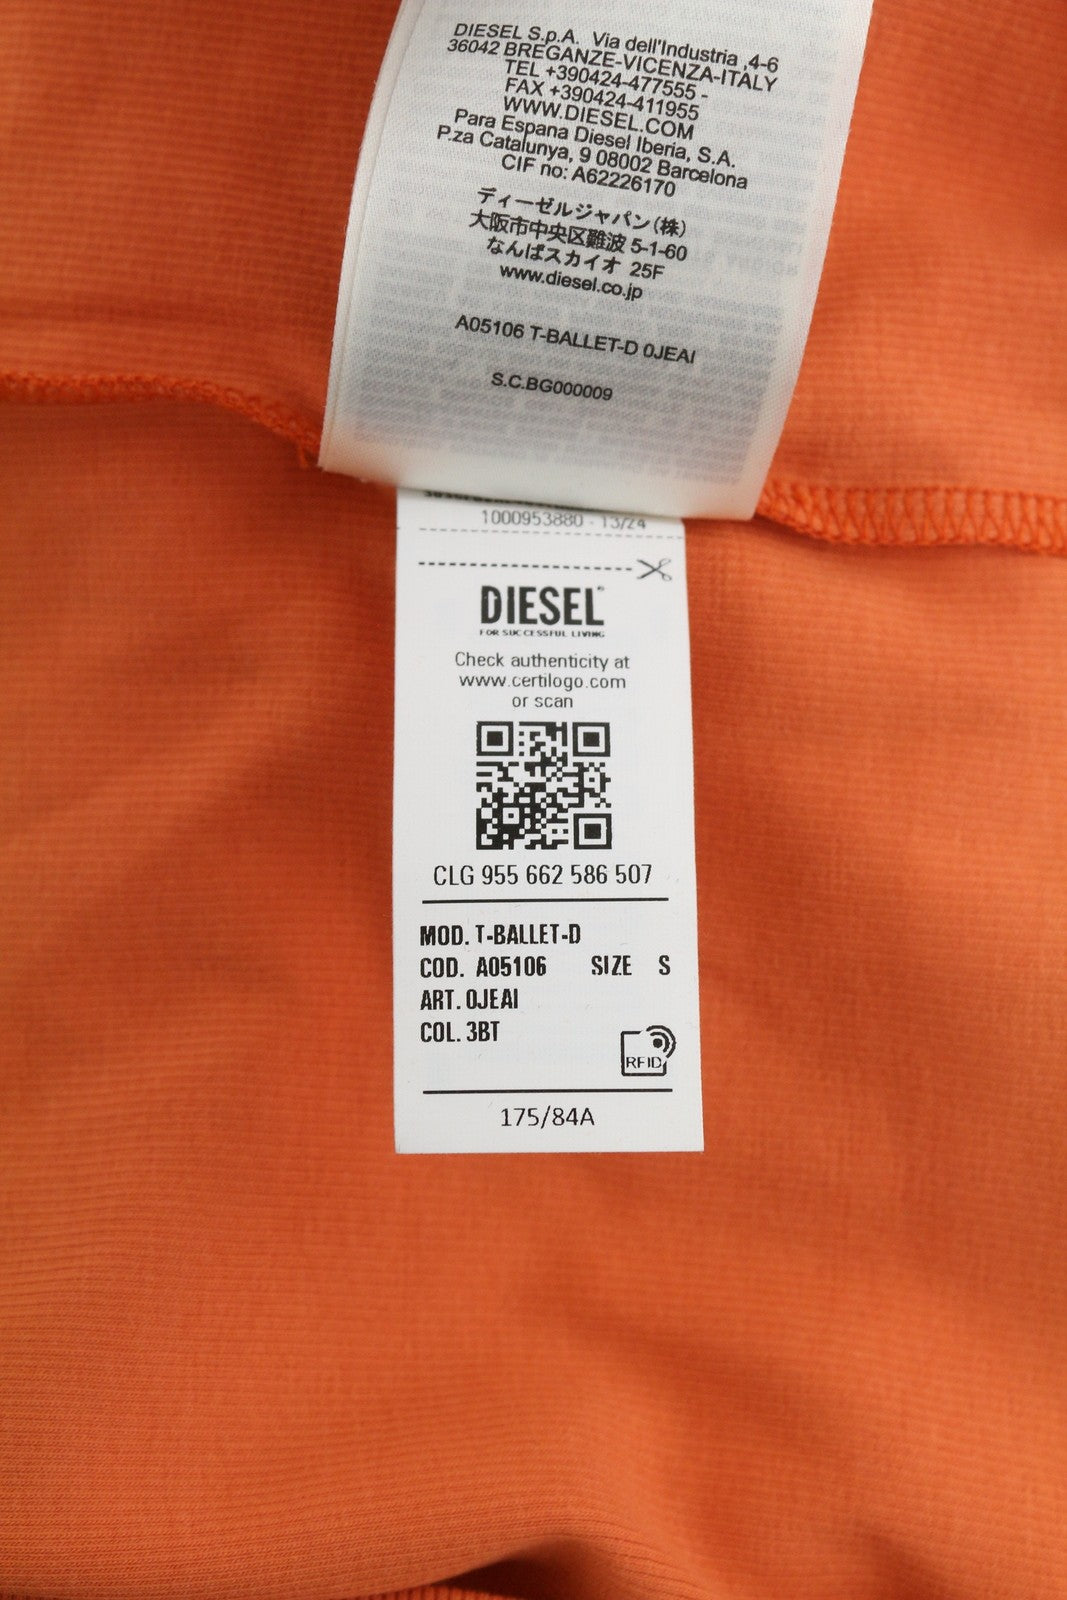 DIESEL S.p.A. Via dell'Industria ,4-6
36042 BREGANZE-VICENZA-ITALY
TEL +390424-477555 -
FAX +390424-411955
WWW.DIESEL.COM
Para Espana Diesel Iberia, S.A.
P.za Catalunya, 9 08002 Barcelona
CIF no: A62226170
ディーゼルジャパン(株)
大阪市中央区難波 5-1-60
なんばスカイオ 25F
www.diesel.co.jp
A05106 T-BALLET-D 0JEAI
S.C.BG000009
1000953880 - 13/24
DIESEL
FOR SUCCESSFUL LIVING
Check authenticity at
www.certilogo.com
or scan
CLG 955 662 586 507
MOD. T-BALLET-D
COD. A05106 SIZE S
ART. 0JEAI
COL. 3BT
RFID
175/84A